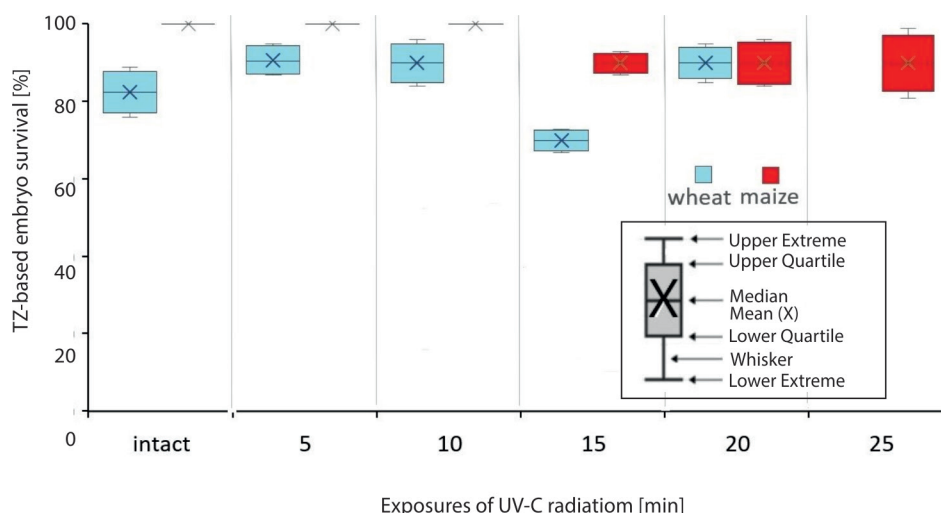 TZ-based embryo survival [%]
100
80
60
40
20
0
intact 5 10 15 20 25
Exposures of UV-C radiatiom [min]
wheat maize
X
Upper Extreme
Upper Quartile
Median
Mean (X)
Lower Quartile
Whisker
Lower Extreme